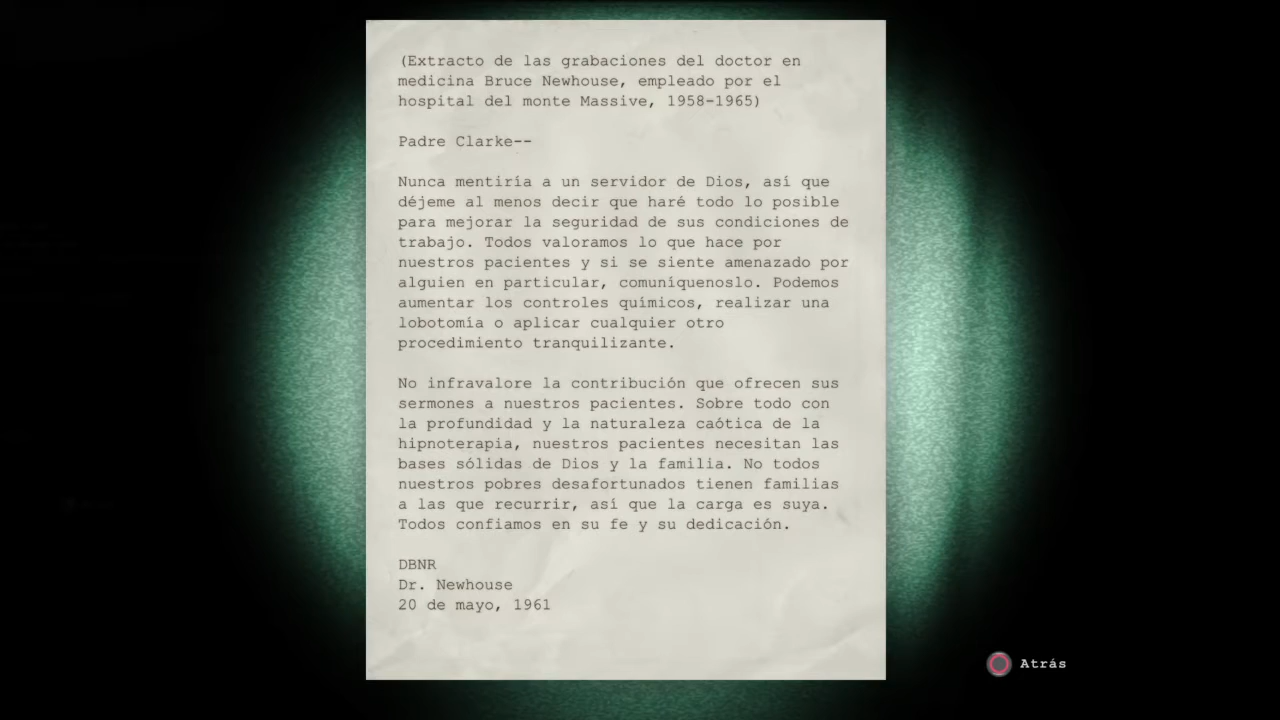 (Extracto de las grabaciones del doctor en
medicina Bruce Newhouse, empleado por el
hospital del monte Massive, 1958-1965)
Padre Clarke--
Nunca mentiría a un servidor de Dios, así que
déjeme al menos decir que haré todo lo posible
para mejorar la seguridad de sus condiciones de
trabajo. Todos valoramos lo que hace por
nuestros pacientes y si se siente amenazado por
alguien en particular, comuníquenoslo. Podemos
aumentar los controles químicos, realizar una
lobotomía o aplicar cualquier otro
procedimiento tranquilizante.
No infravalore la contribución que ofrecen sus
sermones a nuestros pacientes. Sobre todo con
la profundidad y la naturaleza caótica de la
hipnoterapia, nuestros pacientes necesitan las
bases sólidas de Dios y la familia. No todos
nuestros pobres desafortunados tienen familias
a las que recurrir, así que la carga es suya.
Todos confiamos en su fe y su dedicación.
DBNR
Dr. Newhouse
20 de mayo, 1961
Atrás